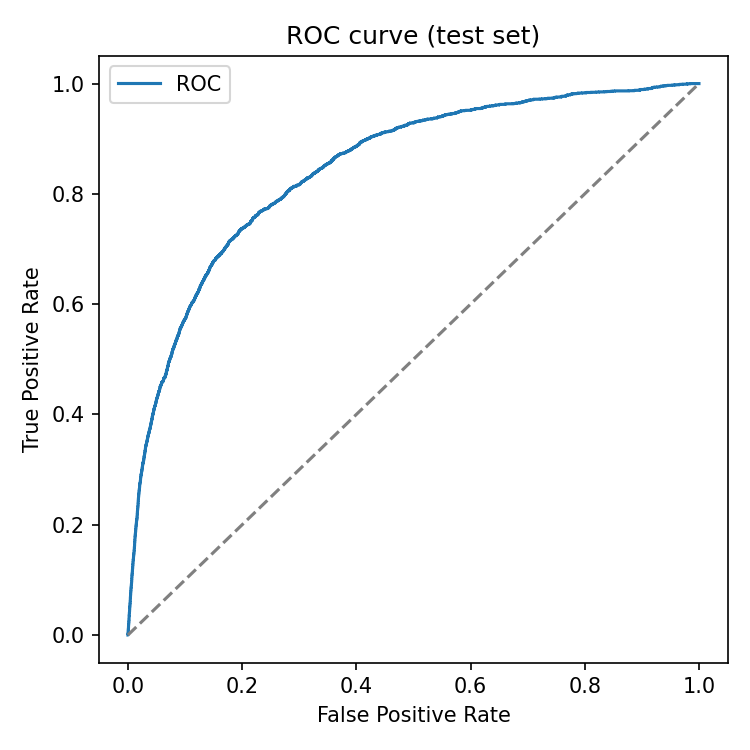 ROC curve (test set)
ROC
1.0
0.8
0.6
0.4
0.2
0.0
True Positive Rate
0.0 0.2 0.4 0.6 0.8 1.0
False Positive Rate